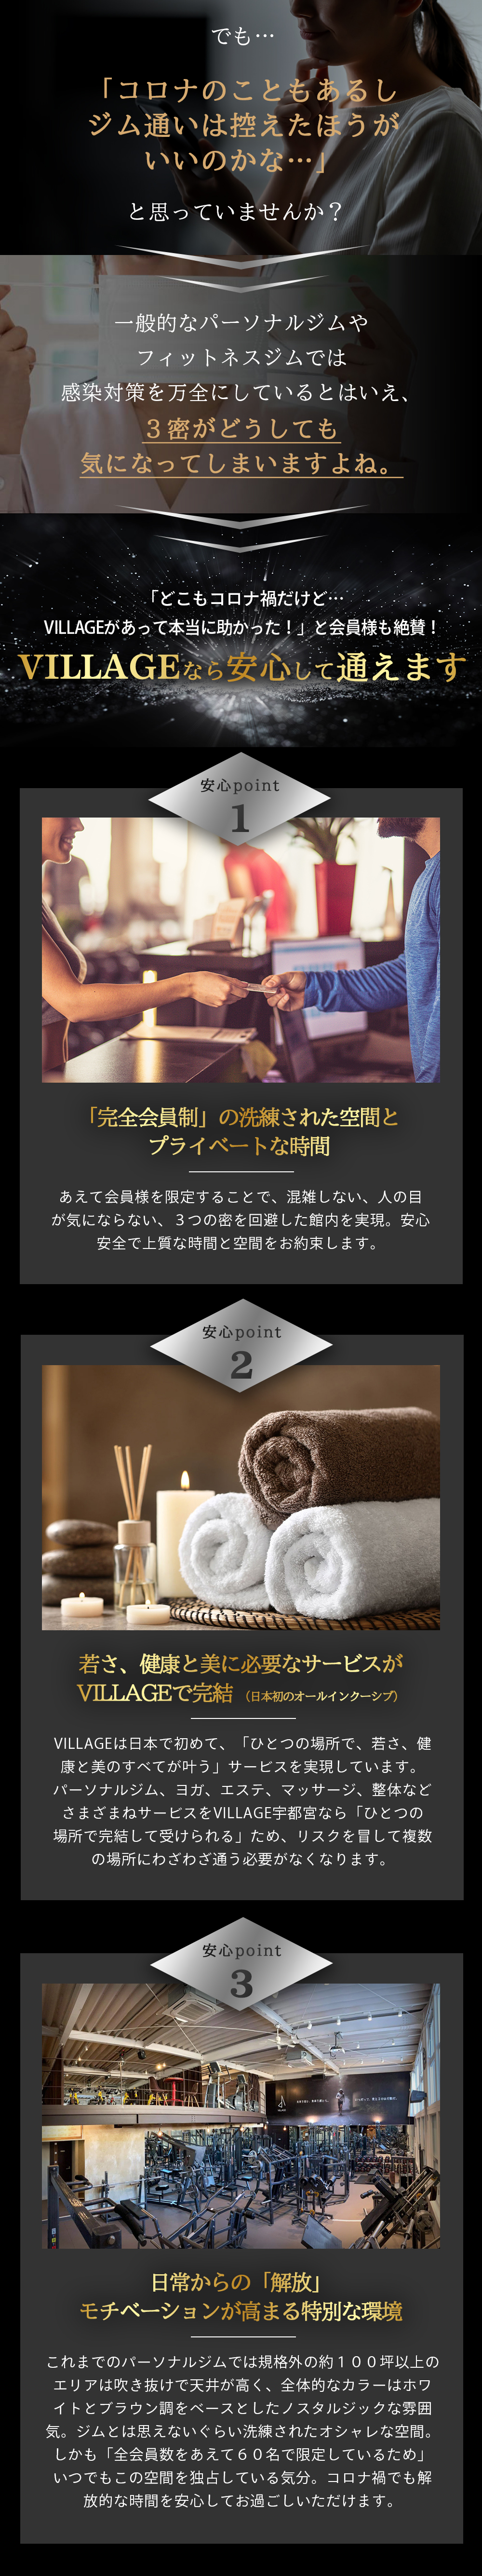 でも…
「コロナのこともあるし
ジム通いは控えたほうが
いいのかな…」
と思っていませんか？
一般的なパーソナルジムや
フィットネスジムでは
感染対策を万全にしているとはいえ、
３密がどうしても
気になってしまいますよね。
「どこもコロナ禍だけど…
VILLAGEがあって本当に助かった！」と会員様も絶賛！
VILLAGEなら安心して通えます
安心point
1
「完全会員制」の洗練された空間と
プライベートな時間
あえて会員様を限定することで、混雑しない、人の目
が気にならない、３つの密を回避した館内を実現。安心
安全で上質な時間と空間をお約束します。
安心point
2
若さ、健康と美に必要なサービスが
VILLAGEで完結（日本初のオールインクーシブ）
VILLAGEは日本で初めて、「ひとつの場所で、若さ、健
康と美のすべてが叶う」サービスを実現しています。
パーソナルジム、ヨガ、エステ、マッサージ、整体など
さまざまねサービスをVILLAGE宇都宮なら「ひとつの
場所で完結して受けられる」ため、リスクを冒して複数
の場所にわざわざ通う必要がなくなります。
安心point
3
日常からの「解放」
モチベーションが高まる特別な環境
これまでのパーソナルジムでは規格外の約１００坪以上の
エリアは吹き抜けで天井が高く、全体的なカラーはホワ
イトとブラウン調をベースとしたノスタルジックな雰囲
気。ジムとは思えないぐらい洗練されたオシャレな空間。
しかも「全会員数をあえて６０名で限定しているため」
いつでもこの空間を独占している気分。コロナ禍でも解
放的な時間を安心してお過ごしいただけます。